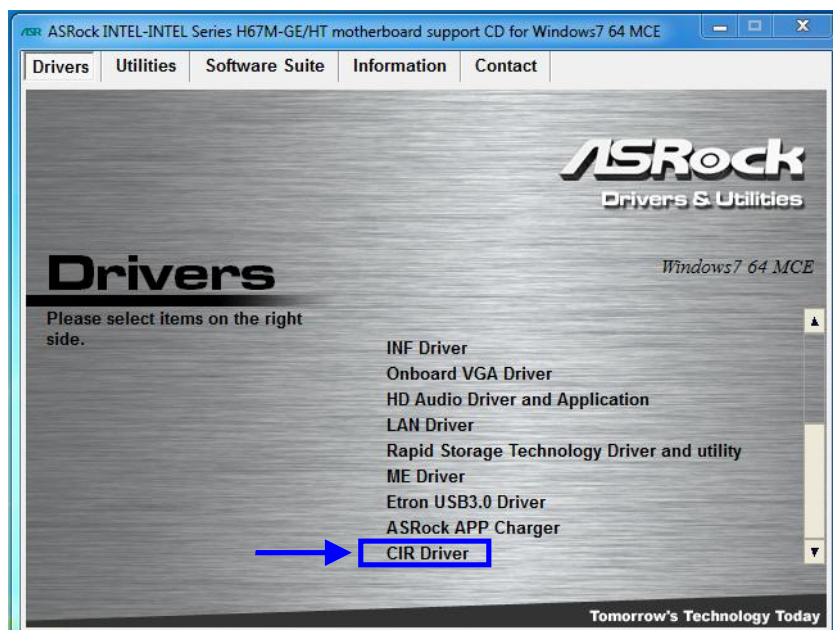 ASRock INTEL-INTEL Series H67M-GE/HT motherboard support CD for Windows7 64 MCE
Drivers Utilities Software Suite Information Contact
ASRock
Drivers & Utilities
Drivers
Windows7 64 MCE
Please select items on the right
side.
INF Driver
Onboard VGA Driver
HD Audio Driver and Application
LAN Driver
Rapid Storage Technology Driver and utility
ME Driver
Etron USB3.0 Driver
ASRock APP Charger
CIR Driver
Tomorrow's Technology Today